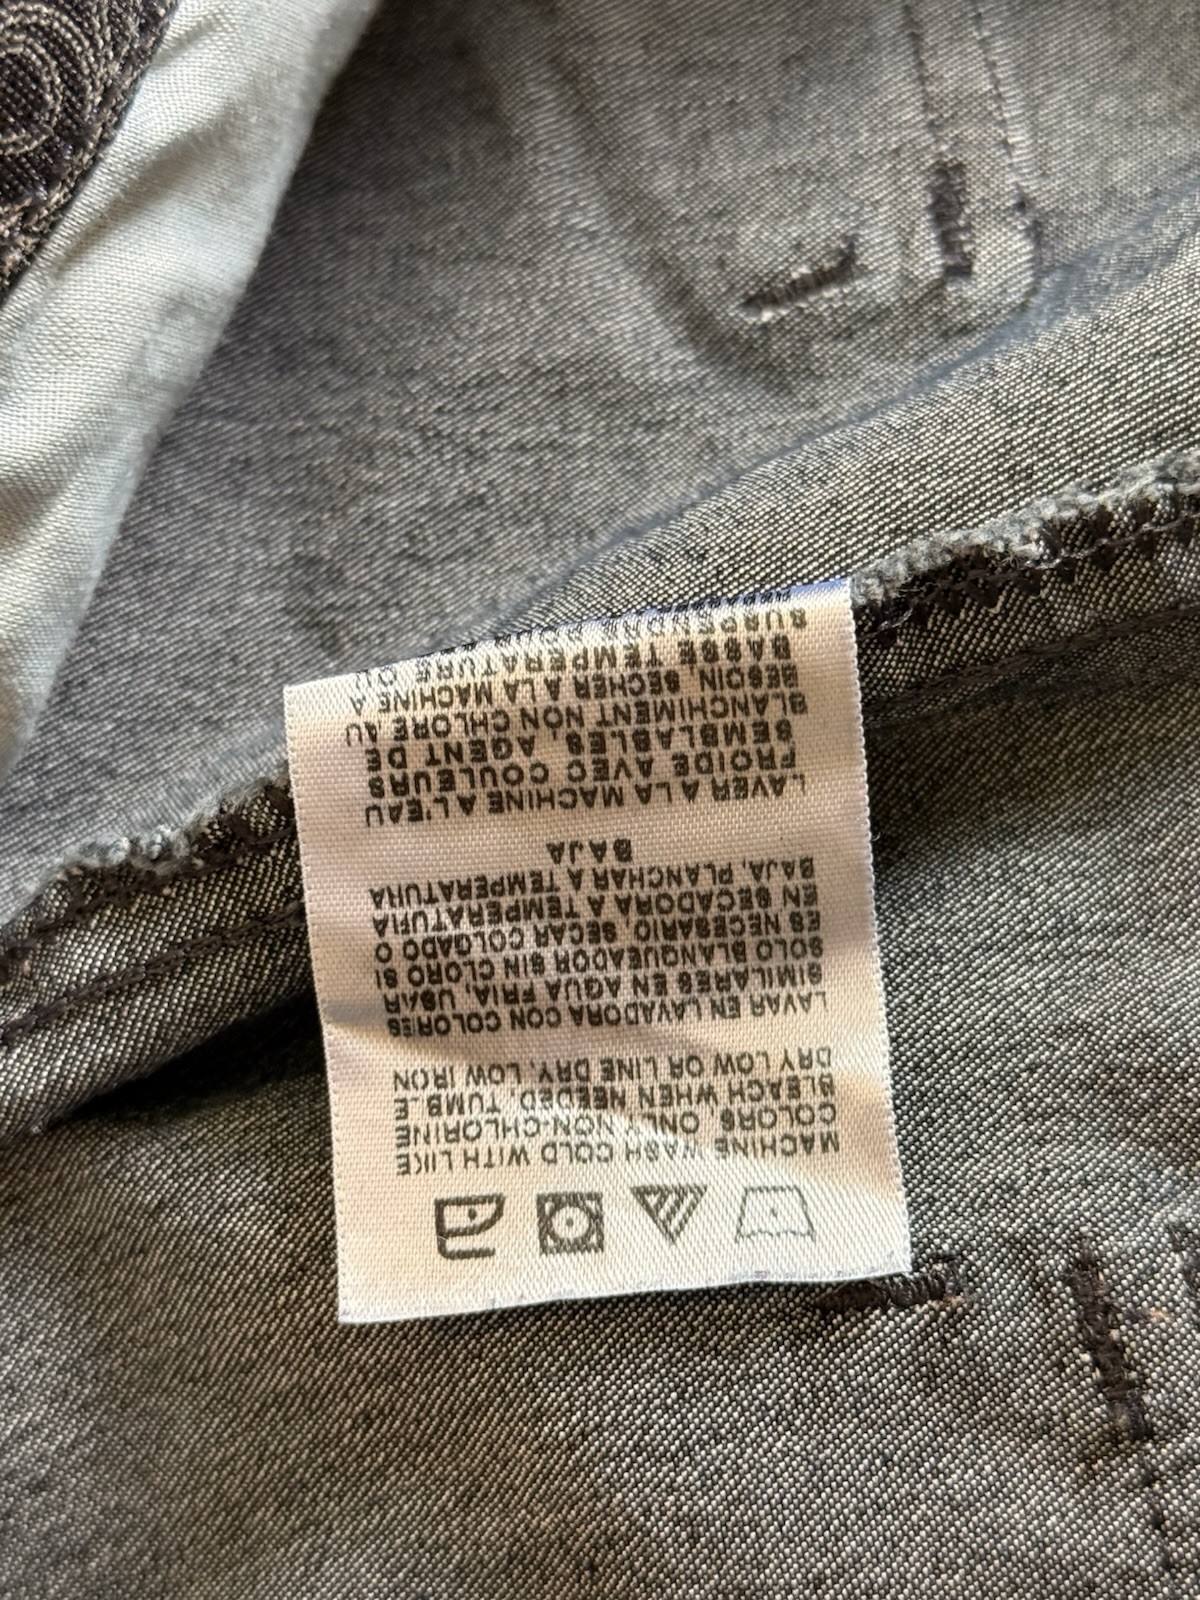 MACHINE WASH COLD WITH LIKE
COLORS, ONLY NON-CHLORINE
BLEACH WHEN NEEDED, TUMBLE
DRY LOW OR LINE DRY, LOW IRON
LAVAR EN LAVADORA CON COLORES
SIMILARES EN AGUA FRIA, USAR
SOLO BLANQUEADOR SIN CLORO SI
ES NECESARIO, SECAR COLGADO O
EN SECADORA A TEMPERATURA
BAJA, PLANCHAR A TEMPERATURA
BAJA
LAVER A LA MACHINE A L'EAU
FROIDE AVEC COULEURS
SEMBLABLES, AGENT DE
BLANCHIMENT NON CHLORE AU
BESOIN, SECHER A LA MACHINE A
BASSE TEMPERATURE OU